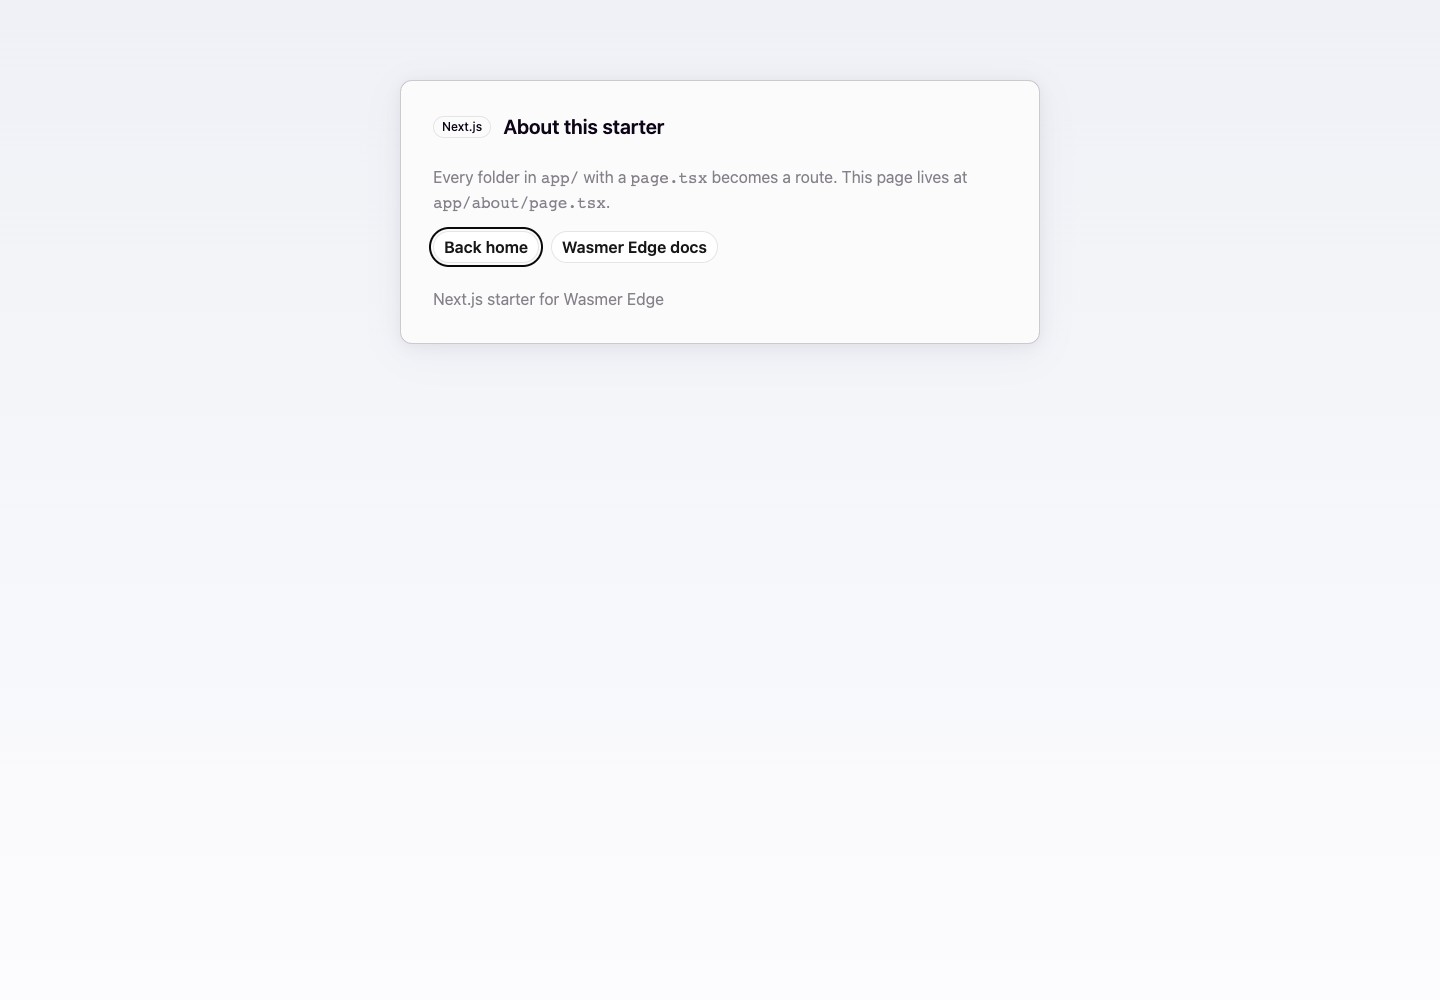 Next.js About this starter
Every folder in app/ with a page.tsx becomes a route. This page lives at
app/about/page.tsx.
Back home Wasmer Edge docs
Next.js starter for Wasmer Edge